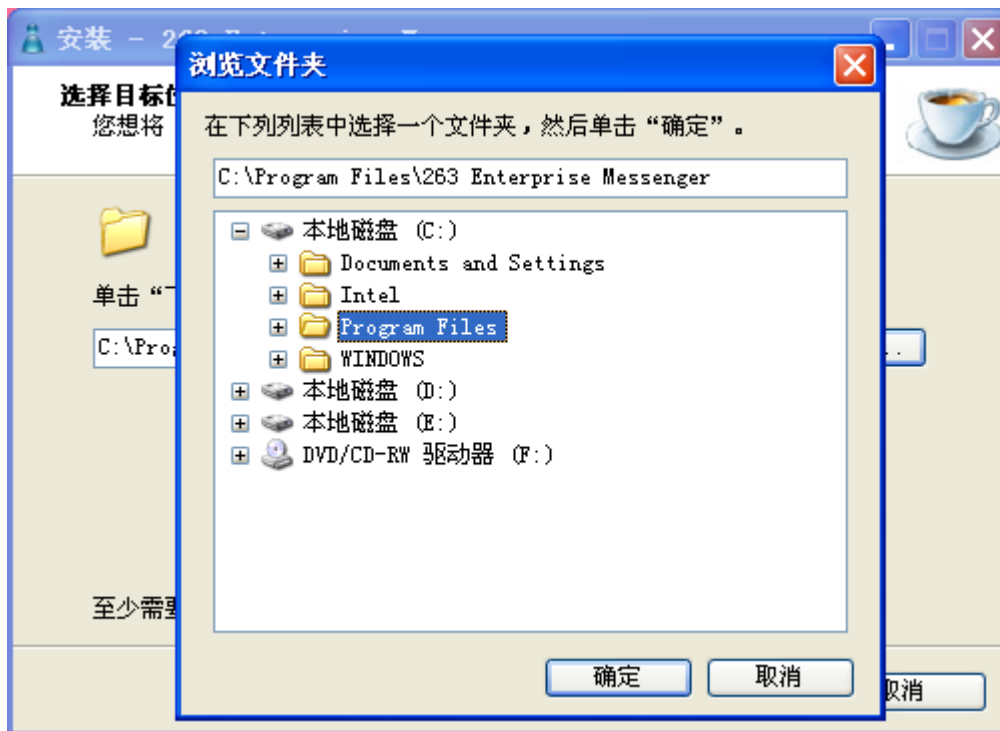 安装 - 263
浏览文件夹
选择目标
您想将
在下列列表中选择一个文件夹，然后单击“确定”。
C:\Program Files\263 Enterprise Messenger
本地磁盘 (C:)
Documents and Settings
Intel
Program Files
WINDOWS
本地磁盘 (D:)
本地磁盘 (E:)
DVD/CD-RW 驱动器 (F:)
单击“
C:\Prog
..
至少需要
确定
取消
取消